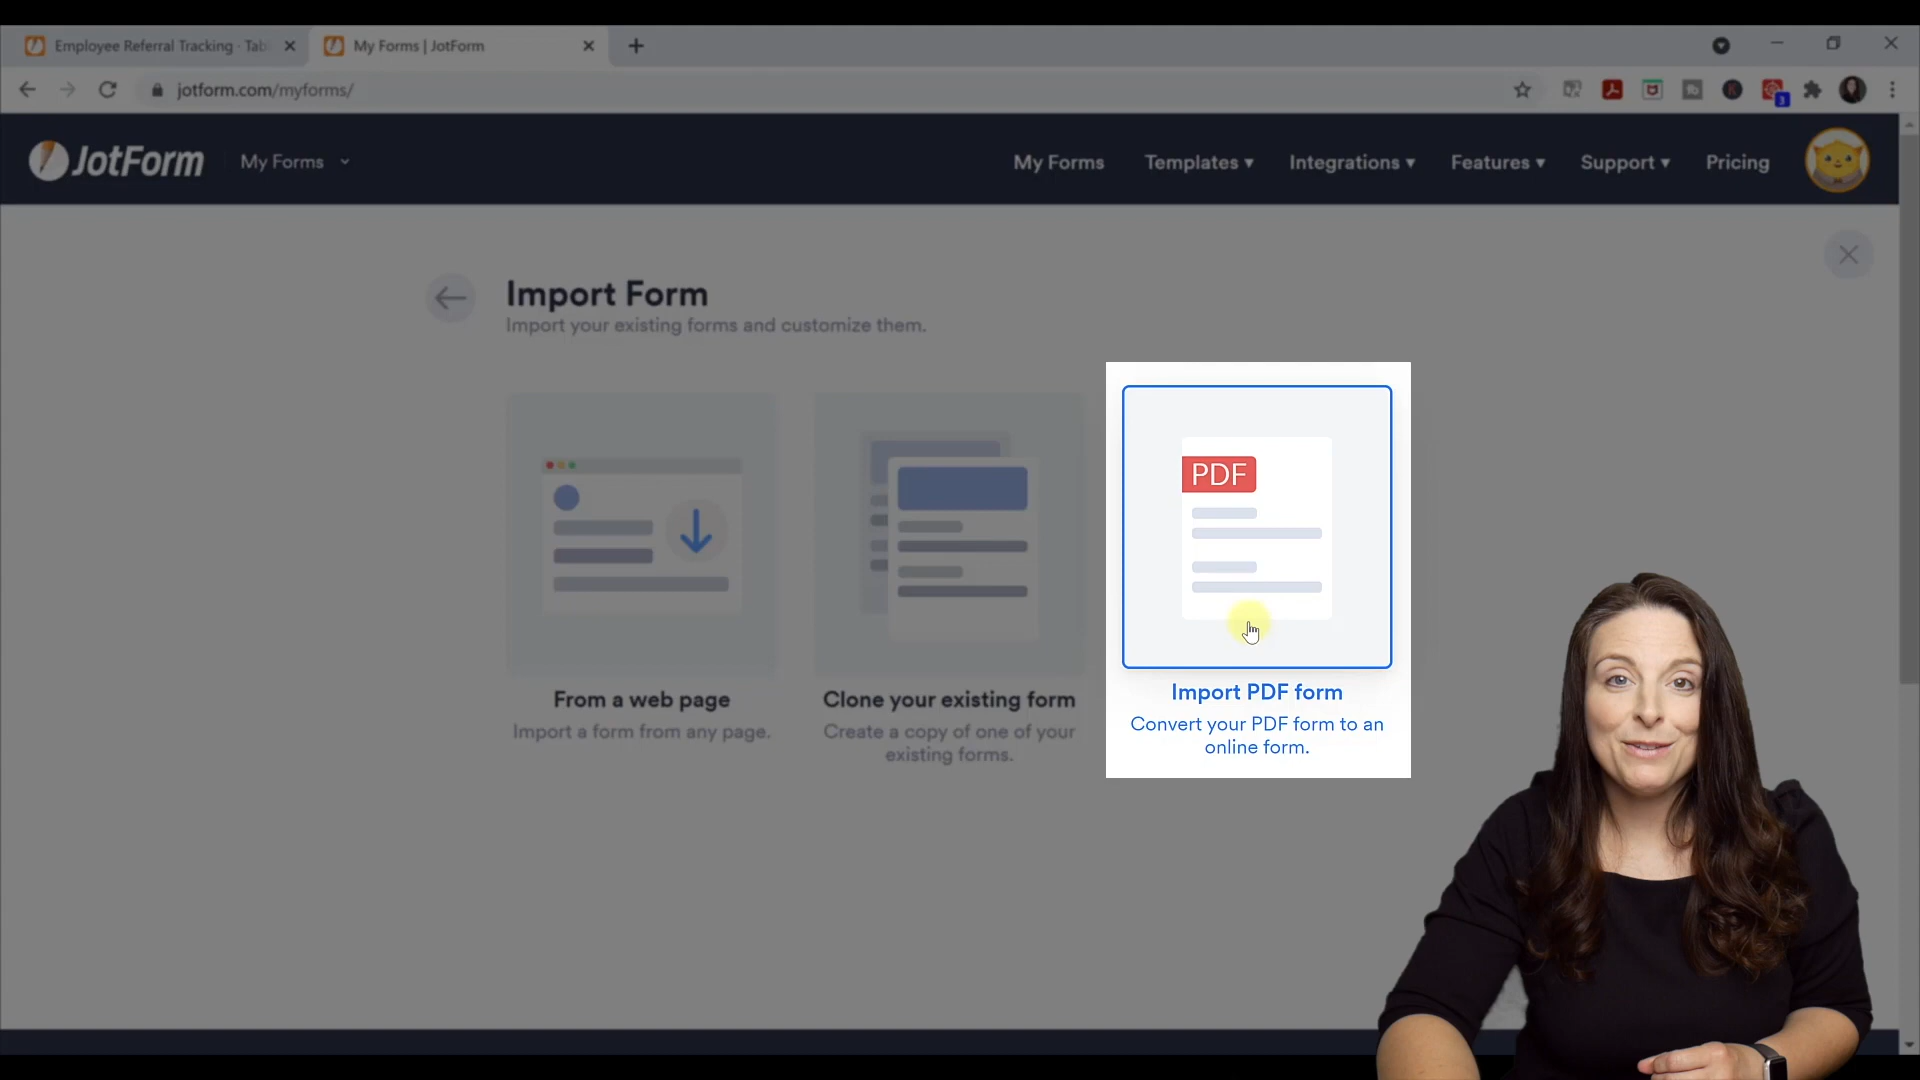 Employee Referral Tracking · Tab
My Forms | JotForm
jotform.com/myforms/
3
JotForm
My Forms
My Forms
Templates
Integrations
Features
Support
Pricing
Import Form
Import your existing forms and customize them.
PDF
From a web page
Import a form from any page.
Clone your existing form
Create a copy of one of your
existing forms.
Import PDF form
Convert your PDF form to an
online form.